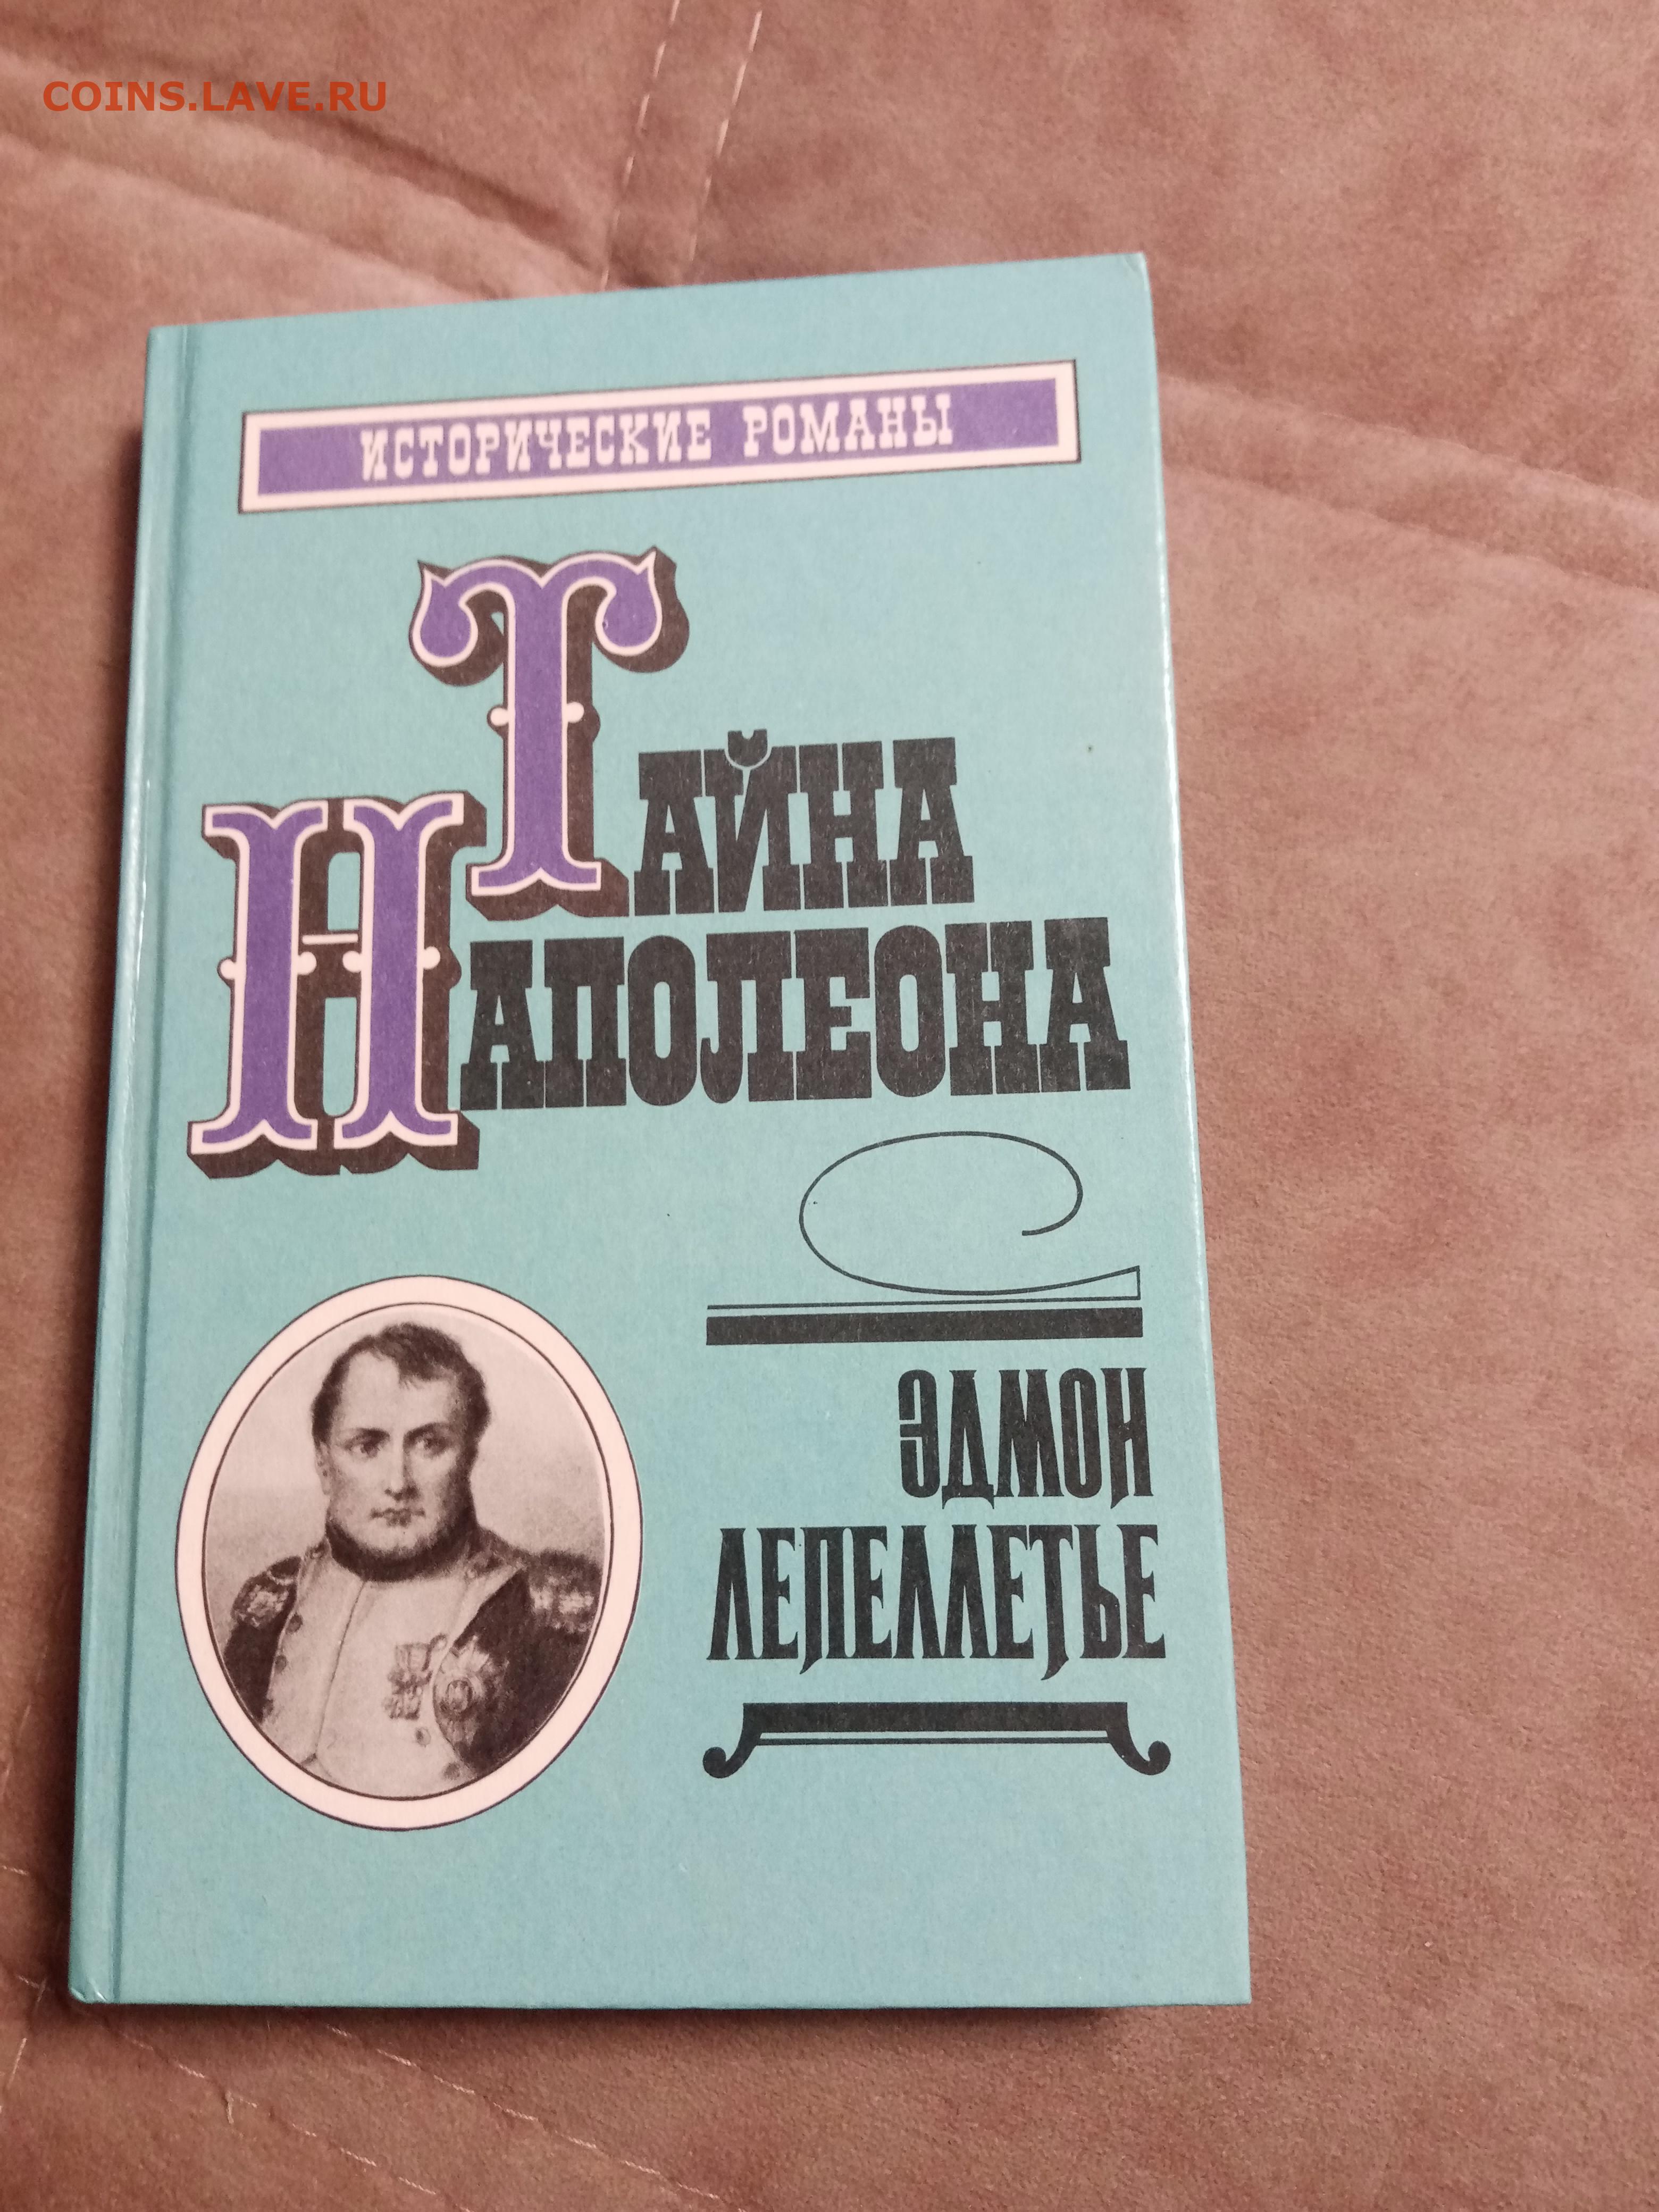 COINS.LAVE.RU
ИСТОРИЧЕСКИЕ РОМАНЫ
ТАЙНА
НАПОЛЕОНА
ЭДМОН
ЛЕПЕЛЛЕТЬЕ